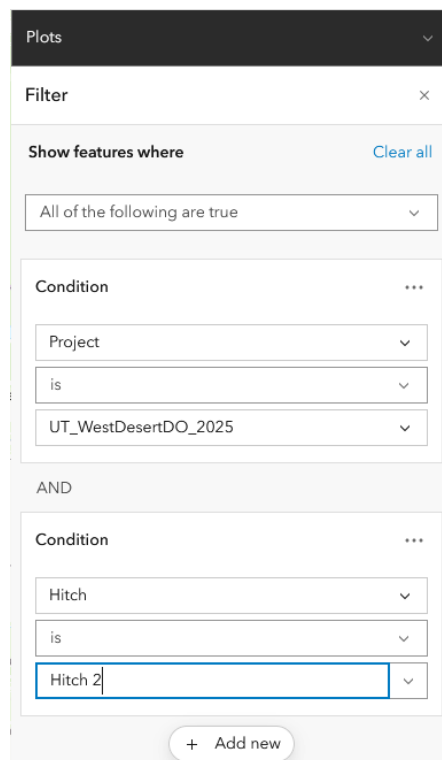 Plots
Filter
Show features where
Clear all
All of the following are true
Condition
Project
is
UT_WestDesertDO_2025
AND
Condition
Hitch
is
Hitch 2
+ Add new